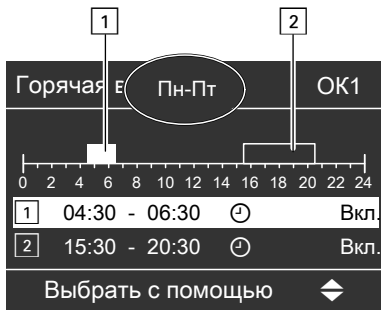 1 2
Горячая в Пн-Пт ОК1
0 2 4 6 8 10 12 14 16 18 20 22 24
1 04:30 - 06:30 Вкл.
2 15:30 - 20:30 Вкл.
Выбрать с помощью